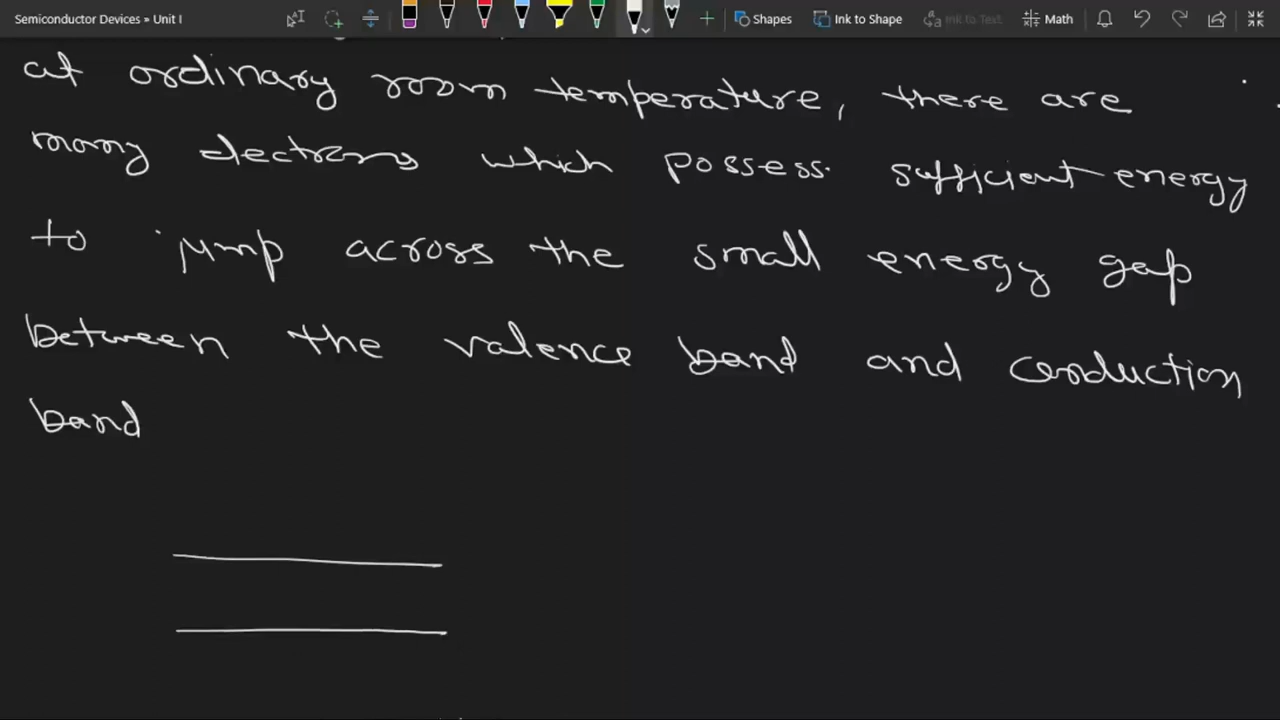 Semiconductor Devices » Unit I
Shapes
Ink to Shape
Ink to Text
Math
at ordinary room temperature, there are
many electrons which possess sufficient energy
to jump across the small energy gap
between the valence band and conduction
band